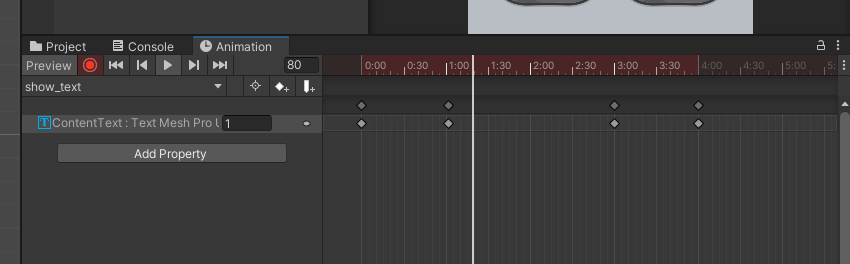 Project Console Animation
Preview 80 0:00 0:30 1:00 1:30 2:00 2:30 3:00 3:30 4:00 4:30 5:00
show_text
ContentText : Text Mesh Pro U 1
Add Property